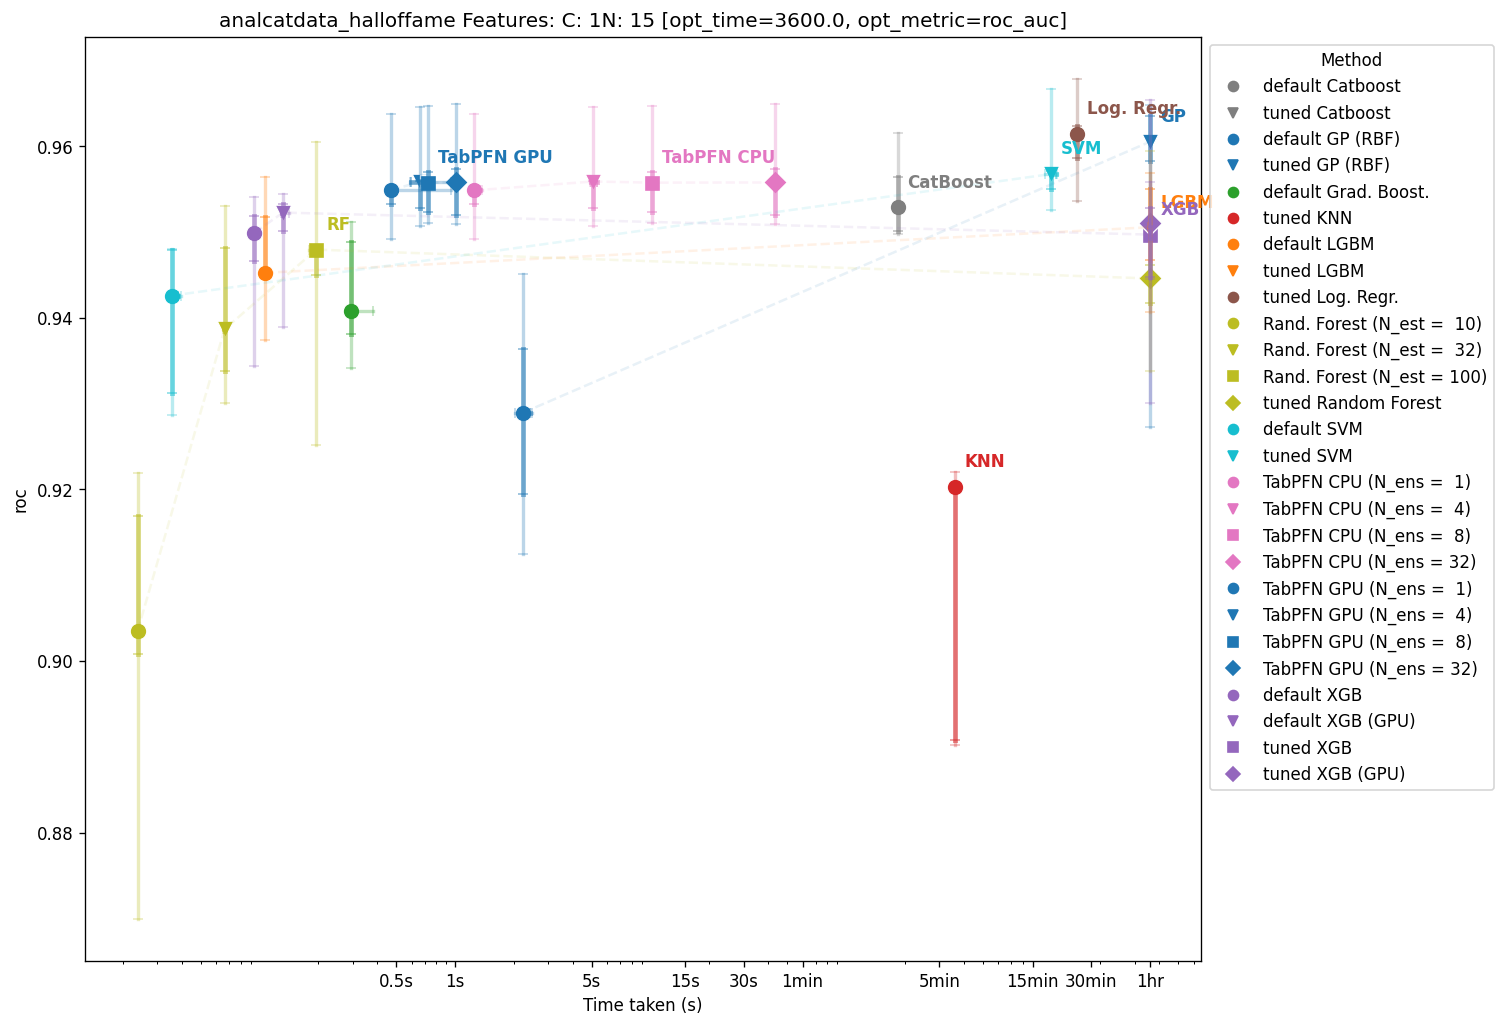 analcatdata_halloffame Features: C: 1N: 15 [opt_time=3600.0, opt_metric=roc_auc]
roc
0.96
0.94
0.92
0.90
0.88
Log. Regr.
GP
SVM
TabPFN GPU
TabPFN CPU
CatBoost
LGBM
XGB
RF
KNN
0.5s 1s 5s 15s 30s 1min 5min 15min 30min 1hr
Time taken (s)
Method
default Catboost
tuned Catboost
default GP (RBF)
tuned GP (RBF)
default Grad. Boost.
tuned KNN
default LGBM
tuned LGBM
tuned Log. Regr.
Rand. Forest (N_est =  10)
Rand. Forest (N_est =  32)
Rand. Forest (N_est = 100)
tuned Random Forest
default SVM
tuned SVM
TabPFN CPU (N_ens =  1)
TabPFN CPU (N_ens =  4)
TabPFN CPU (N_ens =  8)
TabPFN CPU (N_ens = 32)
TabPFN GPU (N_ens =  1)
TabPFN GPU (N_ens =  4)
TabPFN GPU (N_ens =  8)
TabPFN GPU (N_ens = 32)
default XGB
default XGB (GPU)
tuned XGB
tuned XGB (GPU)